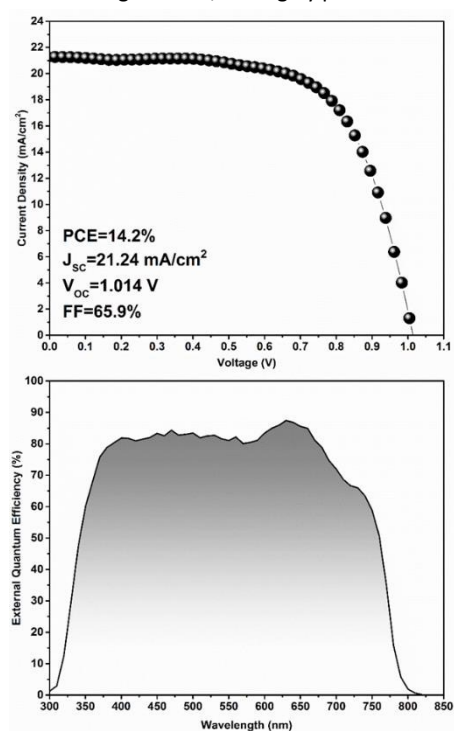 24
22
20
18
16
14
12
10
8
6
4
2
0
Current Density (mA/cm²)
PCE=14.2%
J_SC=21.24 mA/cm²
V_OC=1.014 V
FF=65.9%
0.0 0.1 0.2 0.3 0.4 0.5 0.6 0.7 0.8 0.9 1.0 1.1
Voltage (V)
100
90
80
70
60
50
40
30
20
10
0
External Quantum Efficiency (%)
300 350 400 450 500 550 600 650 700 750 800 850
Wavelength (nm)